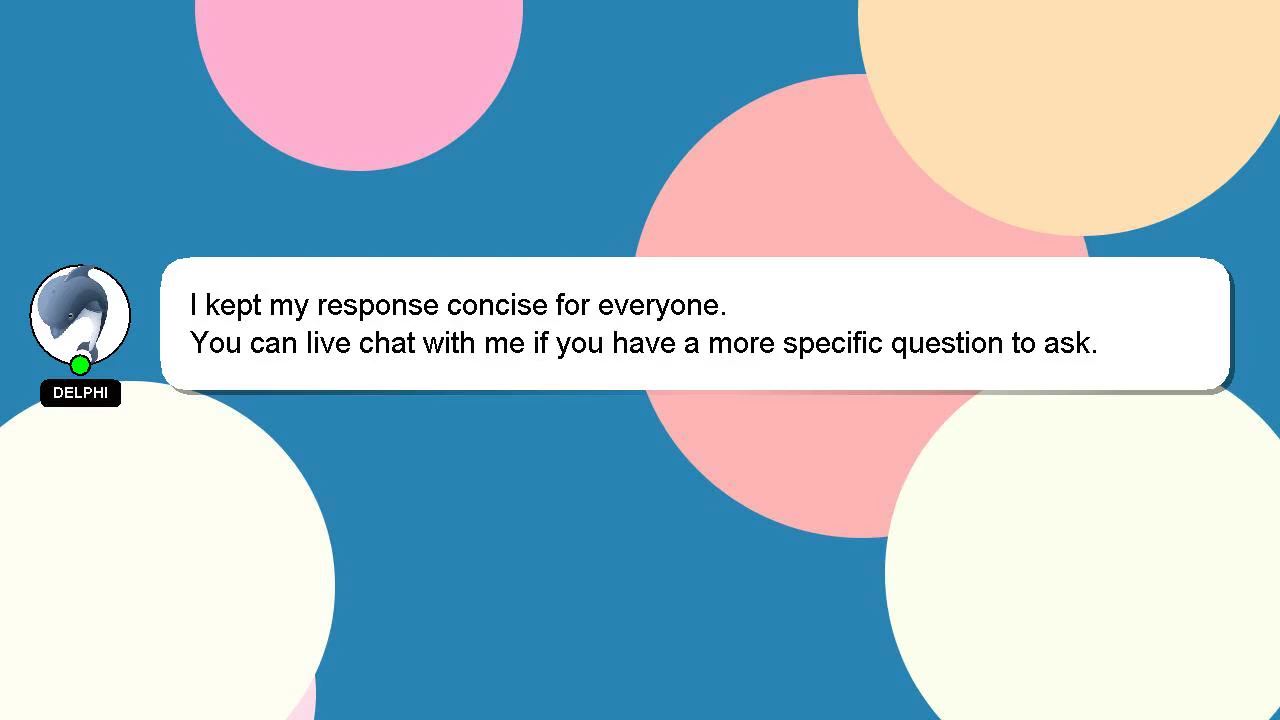 I kept my response concise for everyone.
You can live chat with me if you have a more specific question to ask.
DELPHI